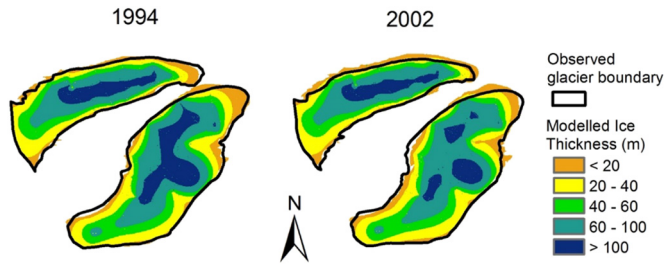 1994
2002
Observed
glacier boundary
Modelled Ice
Thickness (m)
< 20
20 - 40
40 - 60
60 - 100
> 100
N